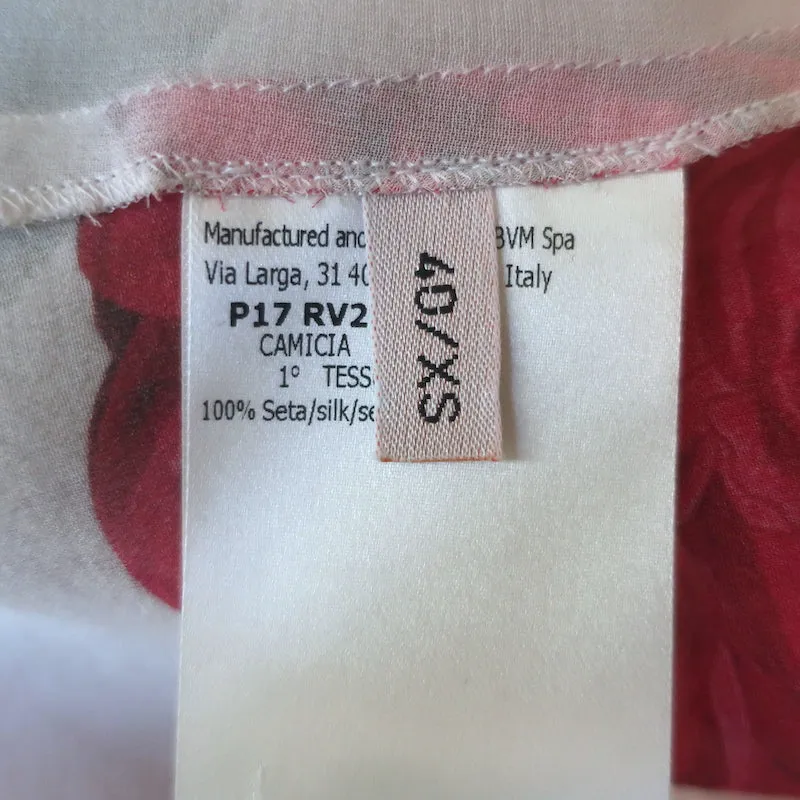 Manufactured and BVM Spa
Via Larga, 31 40 Italy
P17 RV2
CAMICIA
1° TESS
100% Seta/silk/se
40/XS